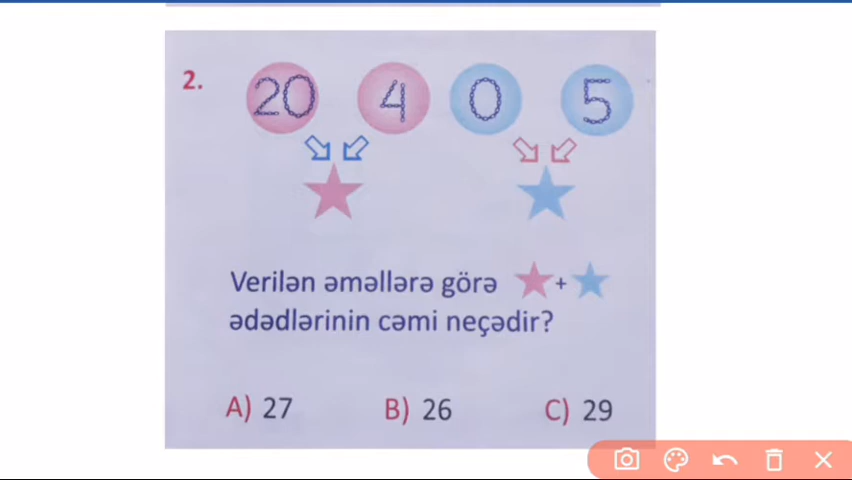 2.
20 4 0 5
Verilən əməllərə görə ★ + ★
ədədlərinin cəmi neçədir?
A) 27 B) 26 C) 29